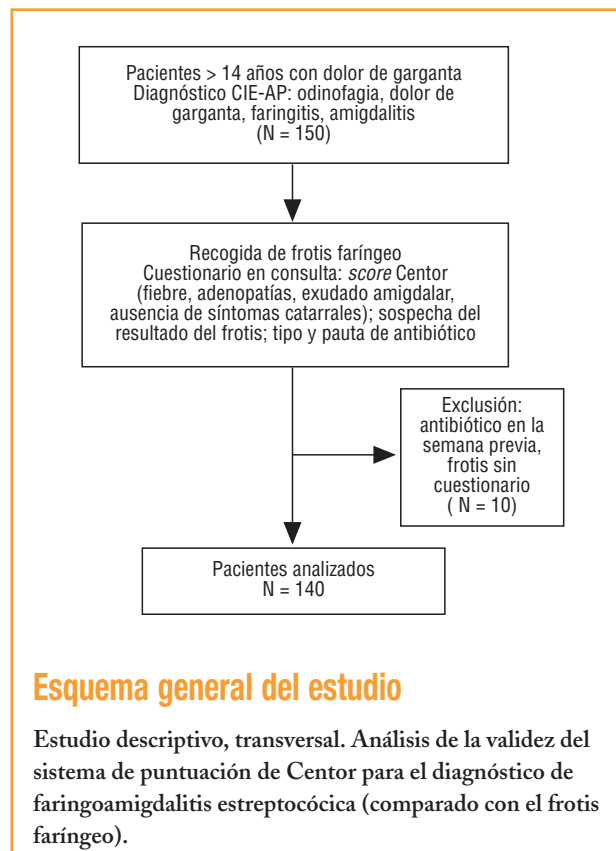 Pacientes > 14 años con dolor de garganta
Diagnóstico CIE-AP: odinofagia, dolor de
garganta, faringitis, amigdalitis
(N = 150)
Recogida de frotis faríngeo
Cuestionario en consulta: score Centor
(fiebre, adenopatías, exudado amigdalar,
ausencia de síntomas catarrales); sospecha del
resultado del frotis; tipo y pauta de antibiótico
Exclusión:
antibiótico en la
semana previa,
frotis sin
cuestionario
( N = 10)
Pacientes analizados
N = 140
Esquema general del estudio
Estudio descriptivo, transversal. Análisis de la validez del
sistema de puntuación de Centor para el diagnóstico de
faringoamigdalitis estreptocócica (comparado con el frotis
faríngeo).